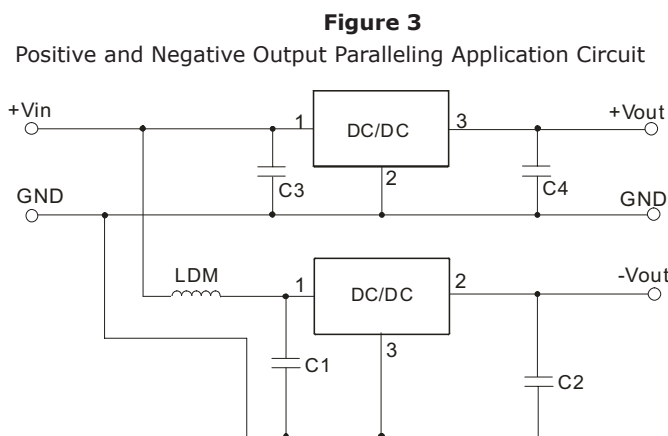 Figure 3
Positive and Negative Output Paralleling Application Circuit
+Vin
1
DC/DC
3
+Vout
2
C3
C4
GND
GND
LDM
1
DC/DC
2
-Vout
3
C1
C2